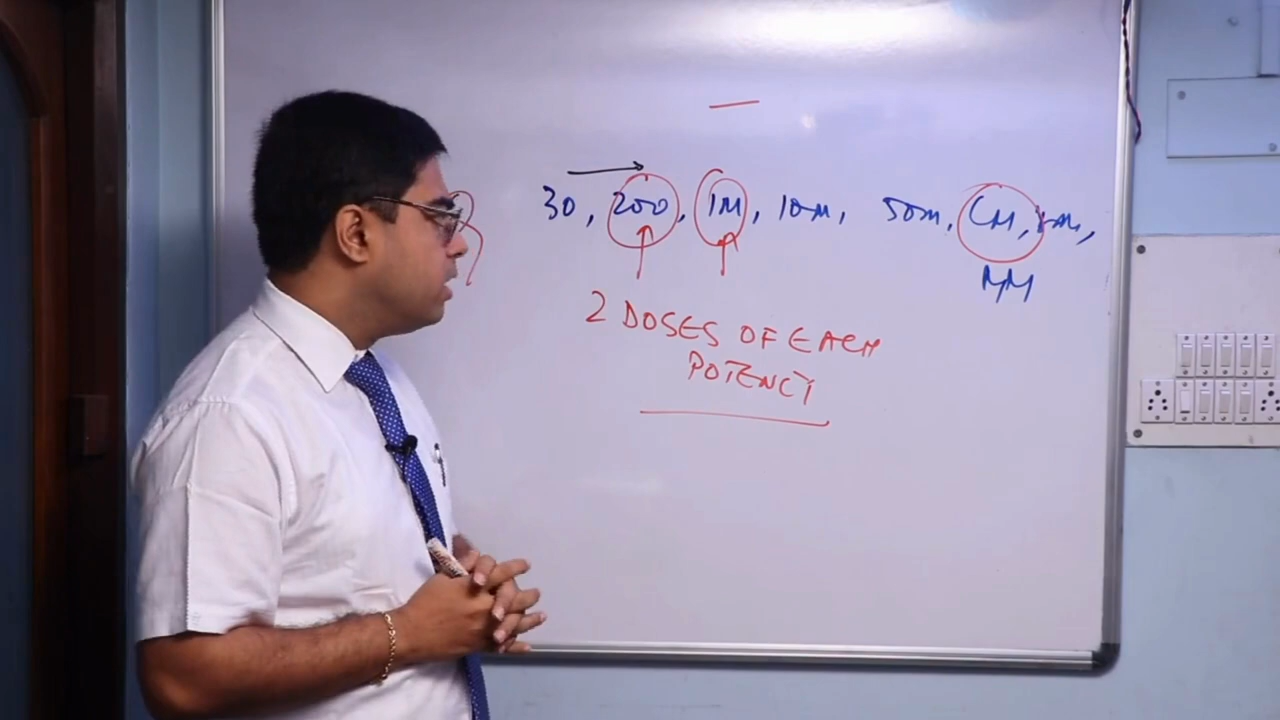 30, 200, 1M, 10M, 50M, CM,
MM
2 DOSES OF EACH
POTENCY